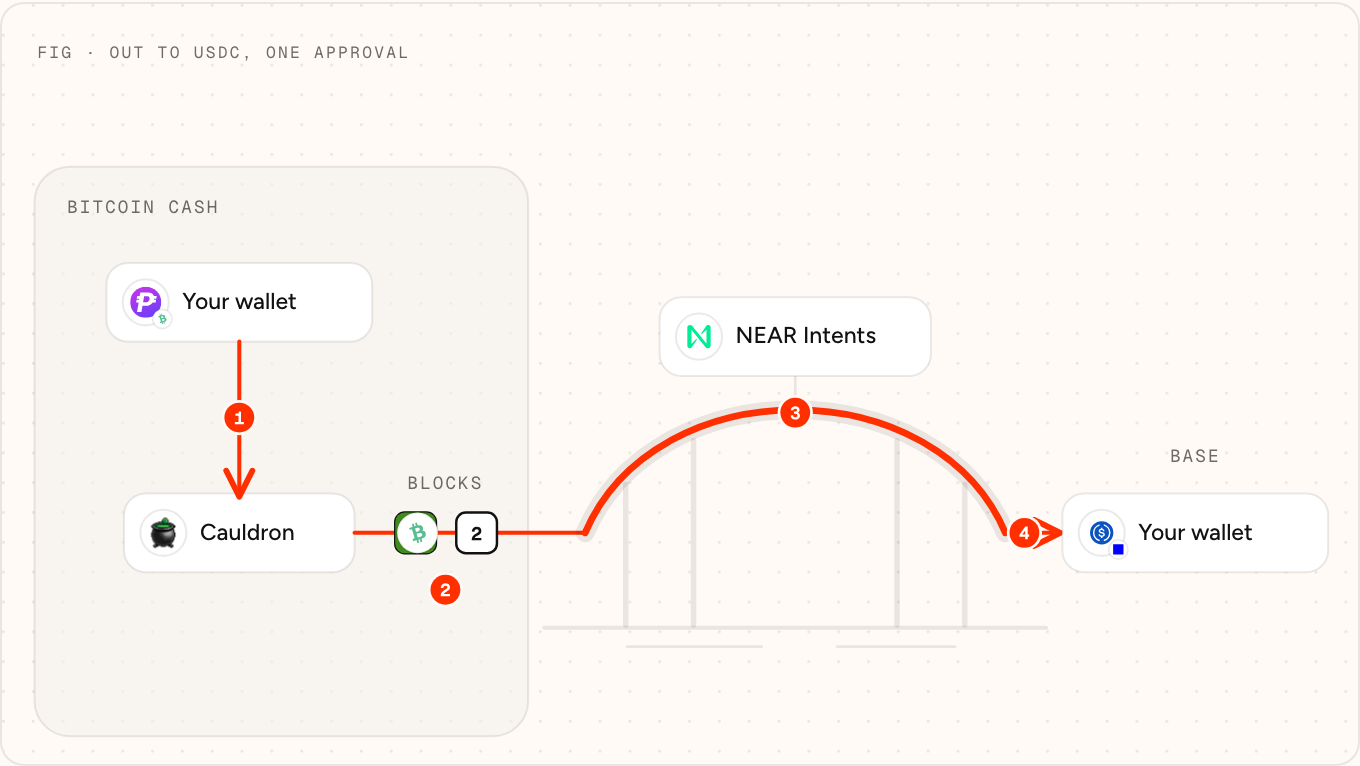 FIG · OUT TO USDC, ONE APPROVAL
BITCOIN CASH
Your wallet
1
Cauldron
BLOCKS
2
2
NEAR Intents
3
4
BASE
Your wallet